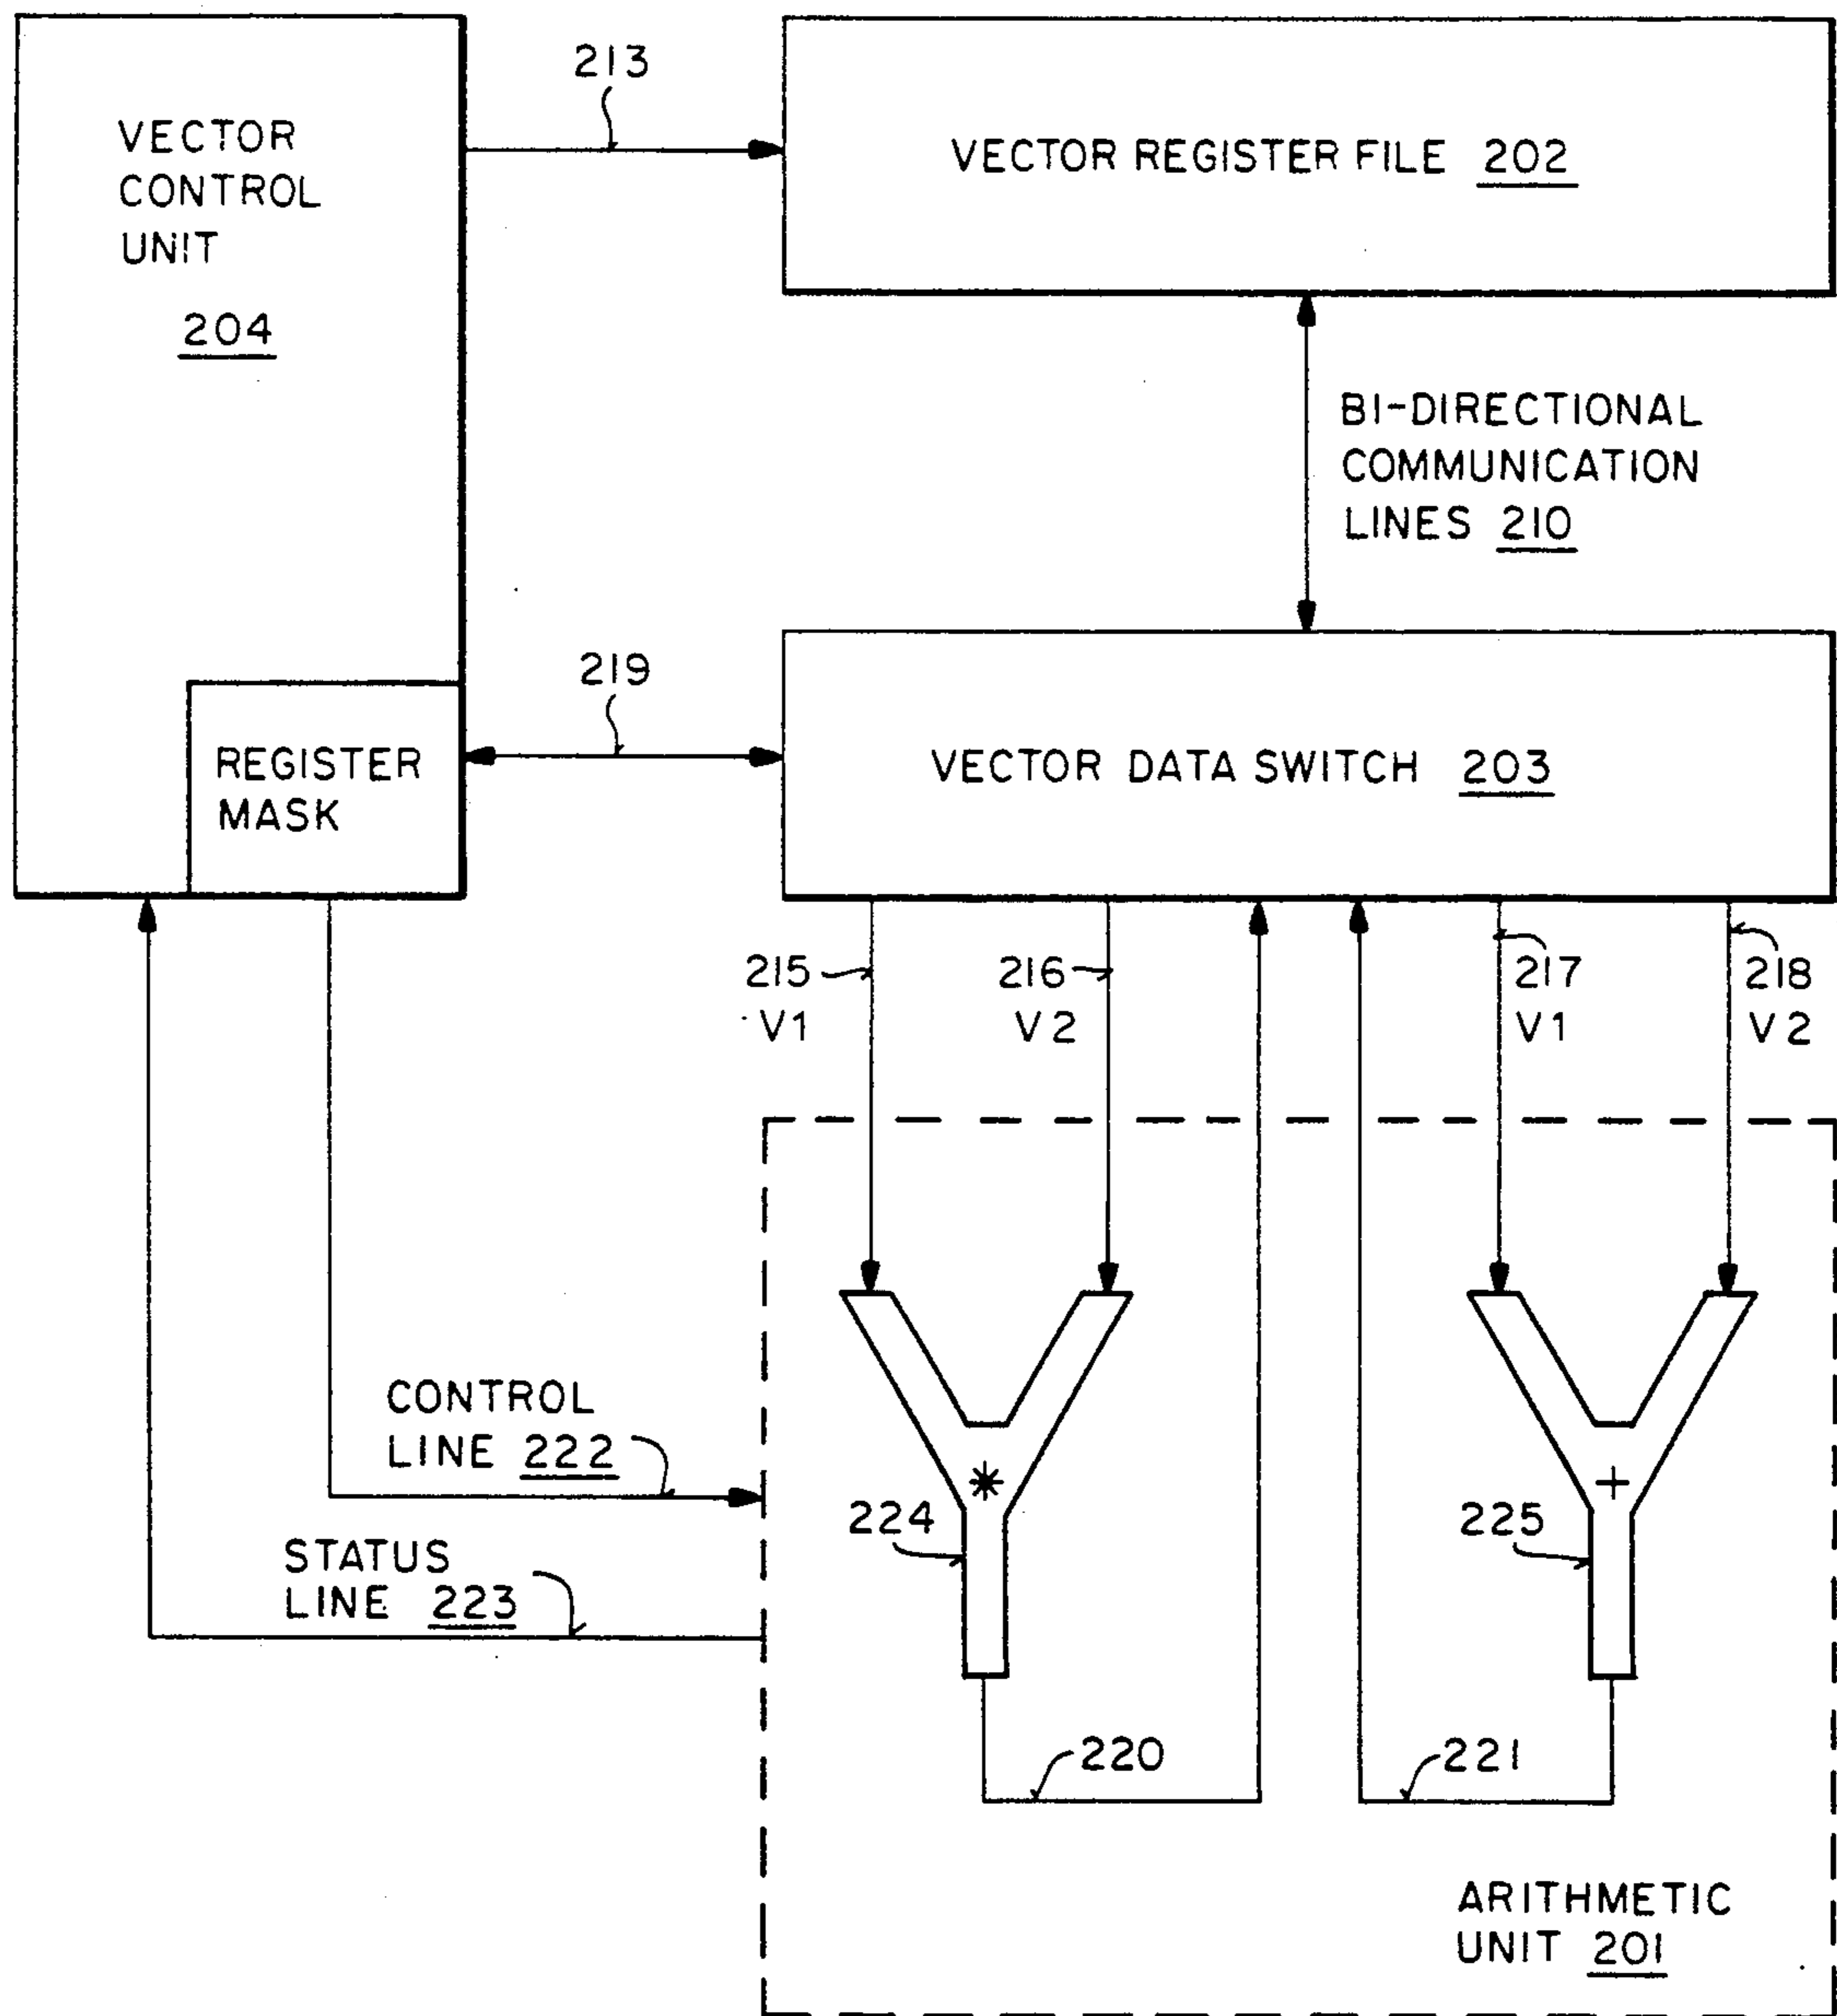 VECTOR
CONTROL
UNIT
204
213
VECTOR REGISTER FILE 202
BI-DIRECTIONAL
COMMUNICATION
LINES 210
219
REGISTER
MASK
VECTOR DATA SWITCH 203
215
V1
216
V2
217
V1
218
V2
CONTROL
LINE 222
STATUS
LINE 223
224
*
225
+
220
221
ARITHMETIC
UNIT 201